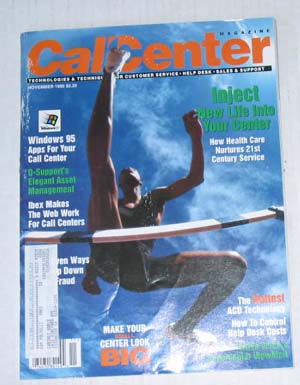 MAGAZINE
CallCenter
TECHNOLOGIES & TECHNIQUES FOR CUSTOMER SERVICE • HELP DESK • SALES & SUPPORT
NOVEMBER 1995
Inject
New Life Into
Your Center
How Health Care
Nurtures 21st
Century Service
Windows 95
Apps For Your
Call Center
Elegant Asset
Management
Ibex Makes
The Web Work
For Call Centers
Ways
Down
Fraud
MAKE YOUR
CENTER LOOK
BIG
The Hottest
ACD Technology
How To Control
Help Desk Costs